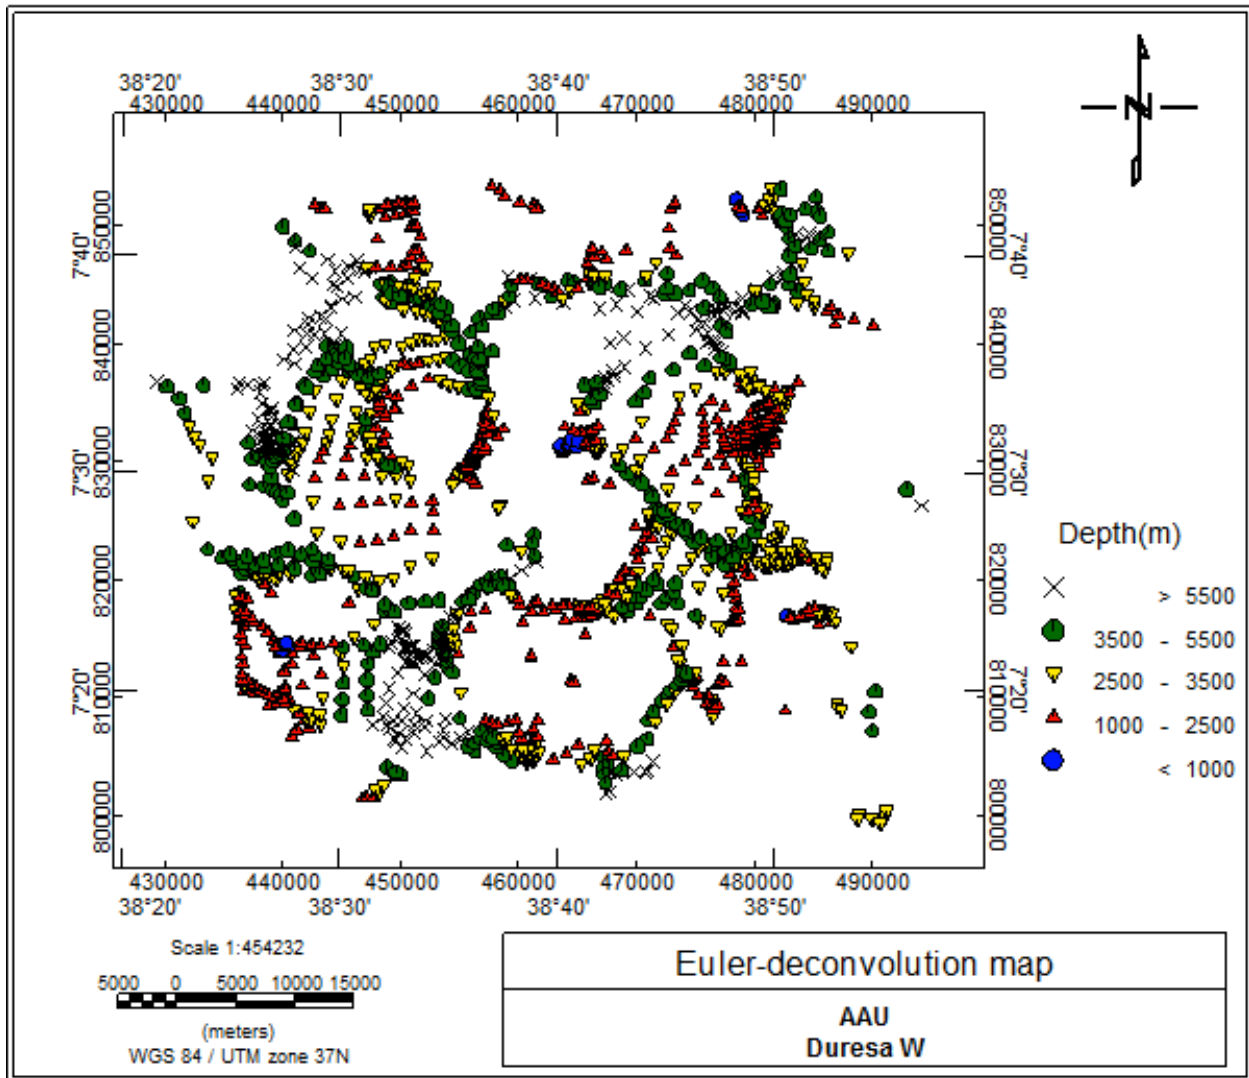 38°20' 38°30' 38°40' 38°50'
430000 440000 450000 460000 470000 480000 490000
850000
7°40'
840000
830000
7°30'
820000
810000
7°20'
800000
850000
7°40'
840000
830000
7°30'
820000
810000
7°20'
800000
N
Depth(m)
> 5500
3500 - 5500
2500 - 3500
1000 - 2500
< 1000
430000 440000 450000 460000 470000 480000 490000
38°20' 38°30' 38°40' 38°50'
Scale 1:454232
5000 0 5000 10000 15000
(meters)
WGS 84 / UTM zone 37N
Euler-deconvolution map
AAU
Duresa W